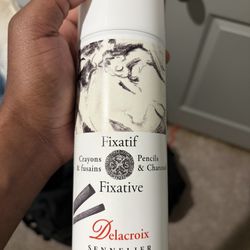 Fixatif
Crayons Pencils
& fusains & Charcoal
Fixative
Delacroix
SENNELIER